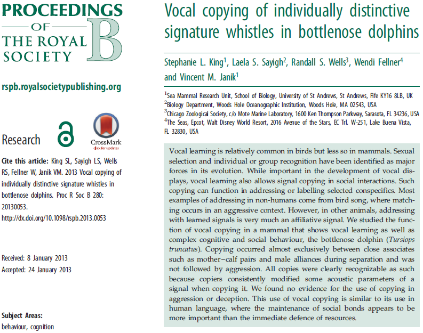 PROCEEDINGS
OF
THE ROYAL
SOCIETY
B
rspb.royalsocietypublishing.org
Research
CrossMark
Cite this article: King SL, Sayigh LS, Wells
RS, Fellner W, Janik VM. 2013 Vocal copying of
individually distinctive signature whistles in
bottlenose dolphins. Proc R Soc B 280:
20130053.
http://dx.doi.org/10.1098/rspb.2013.0053
Received: 8 January 2013
Accepted: 24 January 2013
Subject Areas:
behaviour, cognition
Vocal copying of individually distinctive
signature whistles in bottlenose dolphins
Stephanie L. King1, Laela S. Sayigh2, Randall S. Wells3, Wendi Fellner4
and Vincent M. Janik1
1Sea Mammal Research Unit, School of Biology, University of St Andrews, St Andrews, Fife KY16 8LB, UK
2Biology Department, Woods Hole Oceanographic Institution, Woods Hole, MA 02543, USA
3Chicago Zoological Society, c/o Mote Marine Laboratory, 1600 Ken Thompson Parkway, Sarasota, FL 34236, USA
4The Seas, Epcot, Walt Disney World Resort, 2016 Avenue of the Stars, EC Trl. W-251, Lake Buena Vista,
FL 32830, USA
Vocal learning is relatively common in birds but less so in mammals. Sexual
selection and individual or group recognition have been identified as major
forces in its evolution. While important in the development of vocal dis-
plays, vocal learning also allows signal copying in social interactions. Such
copying can function in addressing or labelling selected conspecifics. Most
examples of addressing in non-humans come from bird song, where match-
ing occurs in an aggressive context. However, in other animals, addressing
with learned signals is very much an affiliative signal. We studied the func-
tion of vocal copying in a mammal that shows vocal learning as well as
complex cognitive and social behaviour, the bottlenose dolphin (Tursiops
truncatus). Copying occurred almost exclusively between close associates
such as mother–calf pairs and male alliances during separation and was
not followed by aggression. All copies were clearly recognizable as such
because copiers consistently modified some acoustic parameters of a
signal when copying it. We found no evidence for the use of copying in
aggression or deception. This use of vocal copying is similar to its use in
human language, where the maintenance of social bonds appears to be
more important than the immediate defence of resources.